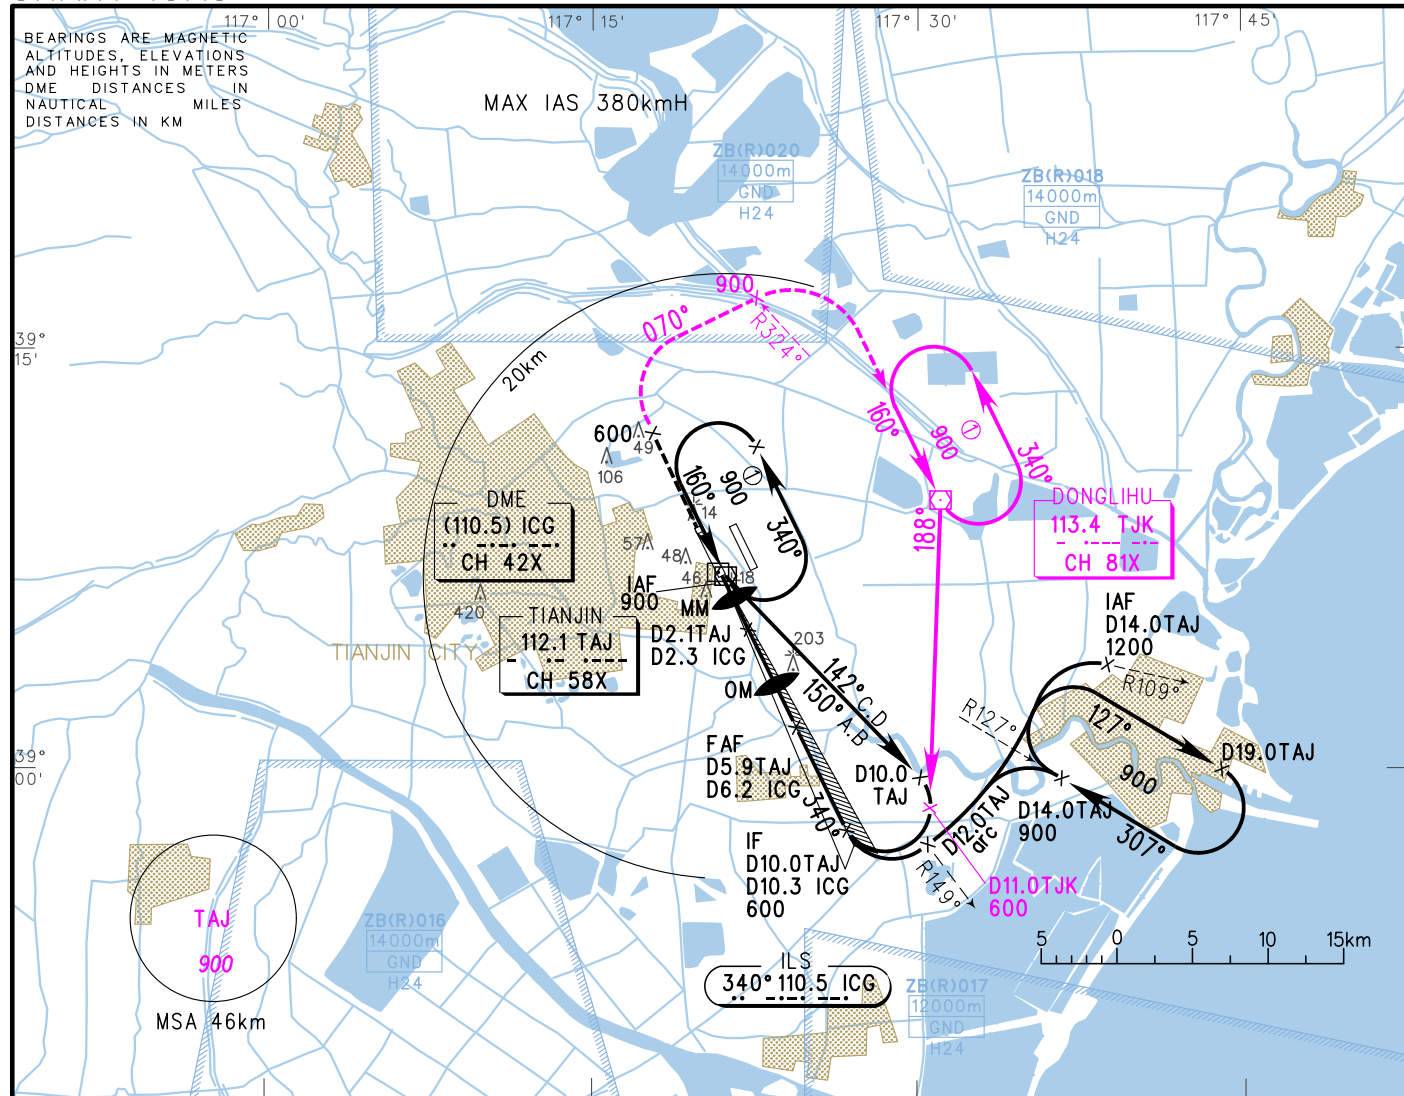 117° 00'
117° 15'
117° 30'
117° 45'
BEARINGS ARE MAGNETIC
ALTITUDES, ELEVATIONS
AND HEIGHTS IN METERS
DME DISTANCES IN
NAUTICAL MILES
DISTANCES IN KM
MAX IAS 380kmH
ZB(R)020
14000m
GND
H24
ZB(R)018
14000m
GND
H24
39°
15'
20km
070°
900
R324°
160°
900
①
340°
600
49
106
160°
900
①
340°
14
57
48
46
18
420
203
188°
DME
(110.5) ICG
CH 42X
DONGLIHU
113.4 TJK
CH 81X
IAF
900
MM
TIANJIN
112.1 TAJ
CH 58X
TIANJIN CITY
D2.1TAJ
D2.3 ICG
OM
142° C.D
150° A.B
IAF
D14.0TAJ
1200
R109°
R127°
127°
D19.0TAJ
900
307°
39°
00'
FAF
D5.9TAJ
D6.2 ICG
340°
D10.0
TAJ
D12.0TAJ
arc
D14.0TAJ
900
IF
D10.0TAJ
D10.3 ICG
600
R149°
D11.0TJK
600
TAJ
900
MSA 46km
ZB(R)016
14000m
GND
H24
ILS
340° 110.5 ICG
ZB(R)017
12000m
GND
H24
5 0 5 10 15km